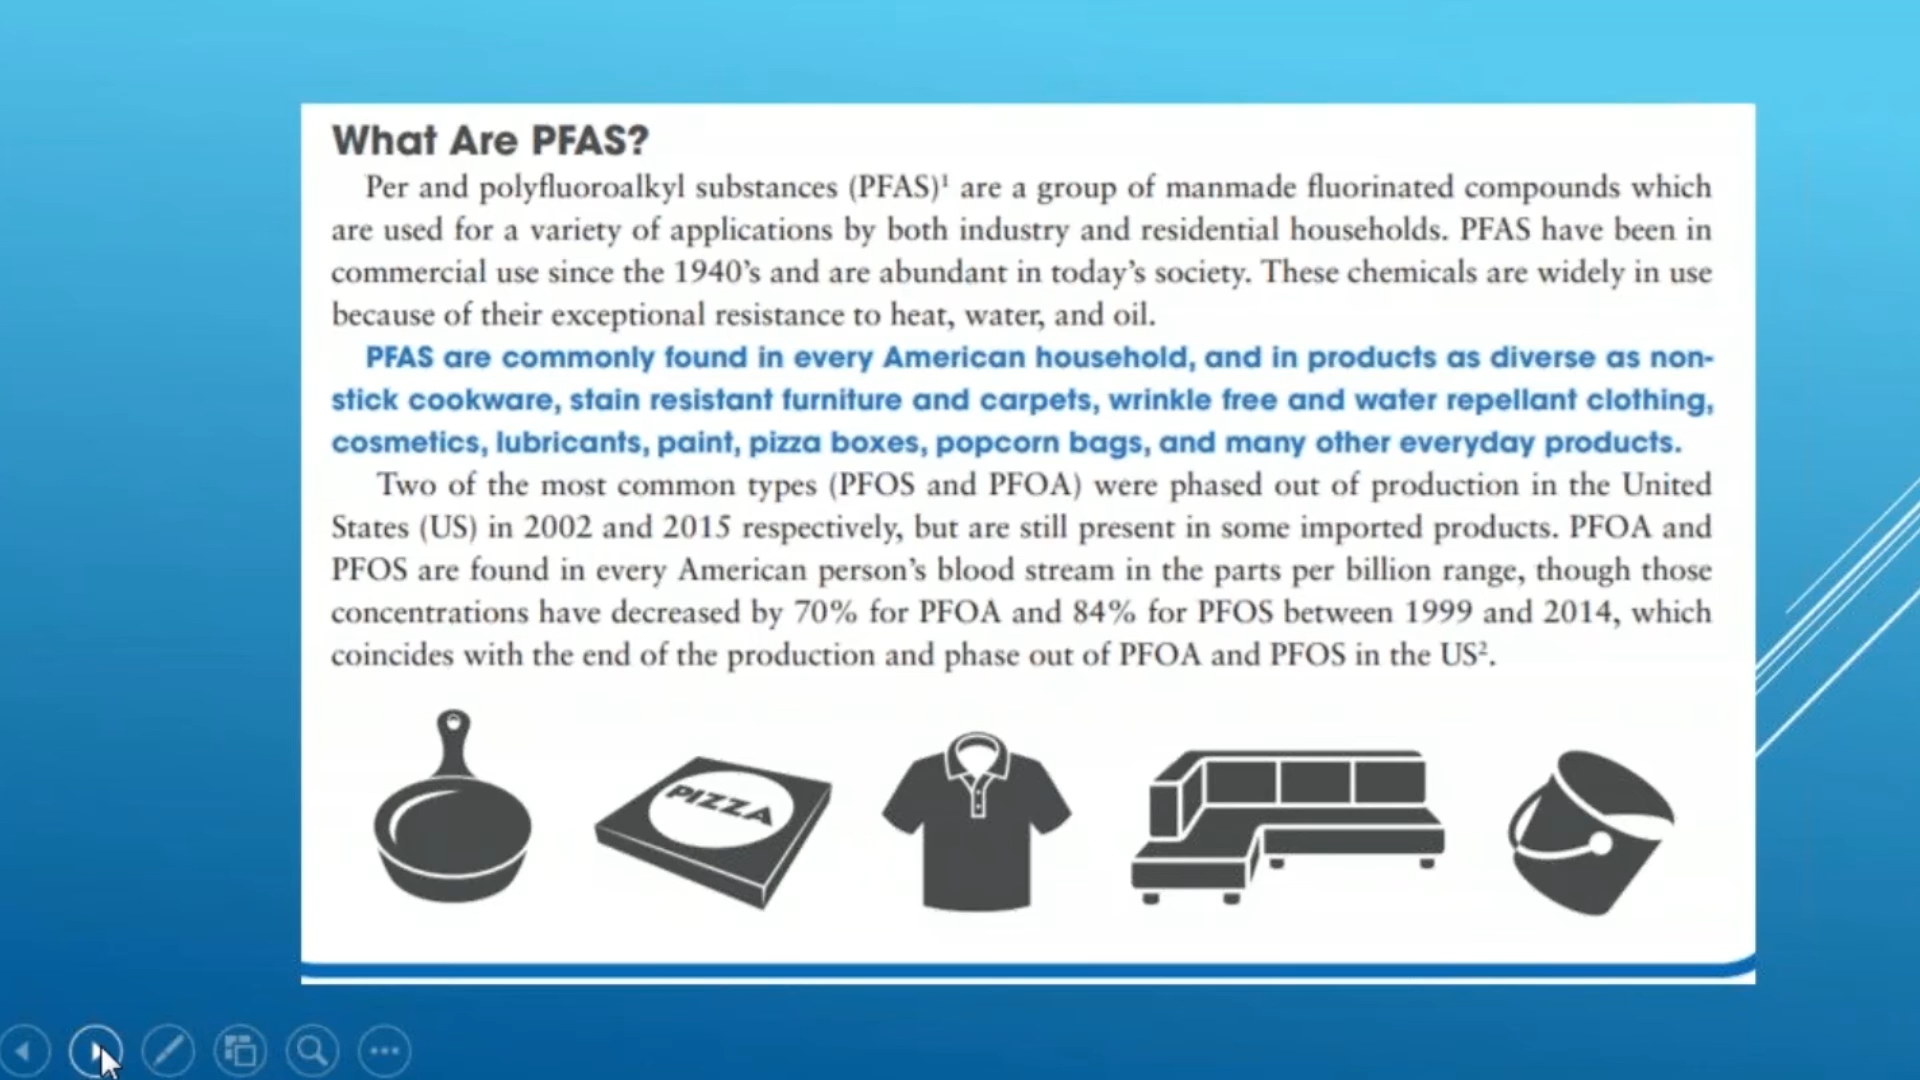 What Are PFAS?
Per and polyfluoroalkyl substances (PFAS)¹ are a group of manmade fluorinated compounds which
are used for a variety of applications by both industry and residential households. PFAS have been in
commercial use since the 1940’s and are abundant in today’s society. These chemicals are widely in use
because of their exceptional resistance to heat, water, and oil.
PFAS are commonly found in every American household, and in products as diverse as non-
stick cookware, stain resistant furniture and carpets, wrinkle free and water repellant clothing,
cosmetics, lubricants, paint, pizza boxes, popcorn bags, and many other everyday products.
Two of the most common types (PFOS and PFOA) were phased out of production in the United
States (US) in 2002 and 2015 respectively, but are still present in some imported products. PFOA and
PFOS are found in every American person’s blood stream in the parts per billion range, though those
concentrations have decreased by 70% for PFOA and 84% for PFOS between 1999 and 2014, which
coincides with the end of the production and phase out of PFOA and PFOS in the US².
PIZZA